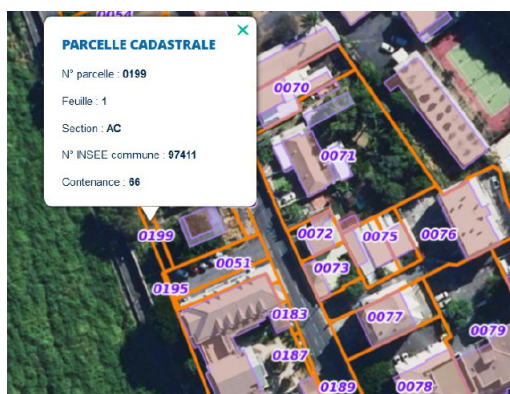 0054
PARCELLE CADASTRALE
N° parcelle : 0199
Feuille : 1
Section : AC
N° INSEE commune : 97411
Contenance : 66
0070
0071
0199
0072
0075
0076
0051
0073
0195
0183
0077
0079
0187
0189
0078